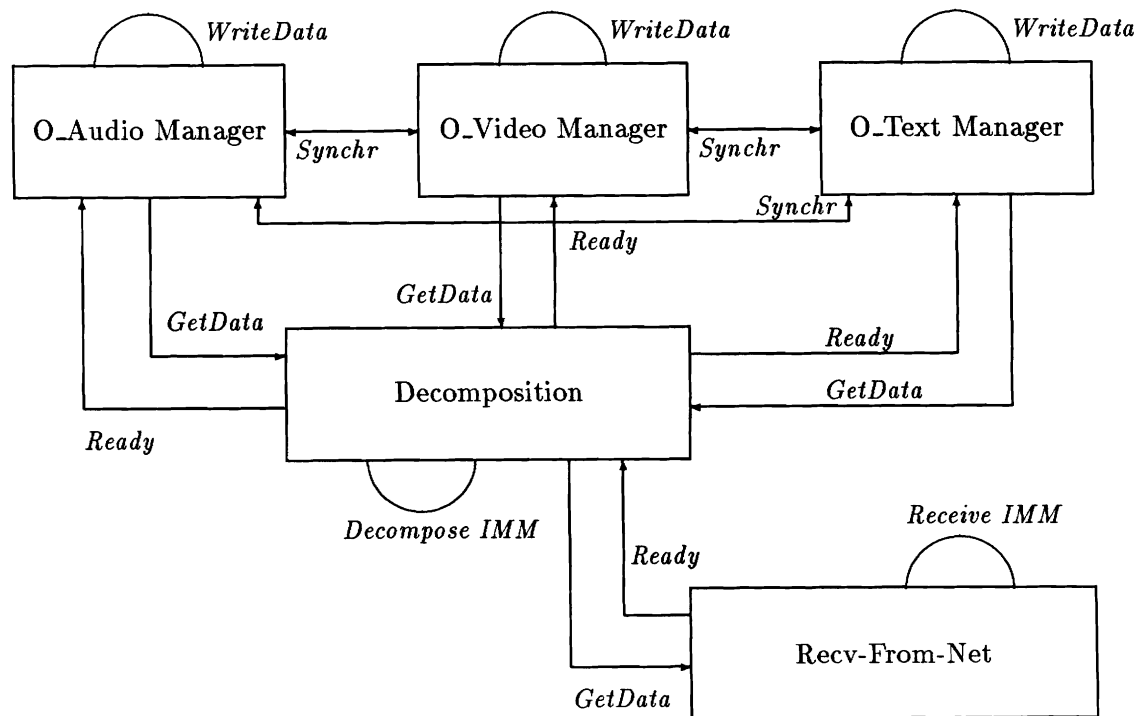 WriteData
WriteData
WriteData
O_Audio Manager
O_Video Manager
O_Text Manager
Synchr
Synchr
Synchr
Ready
GetData
GetData
Ready
Decomposition
GetData
Ready
Decompose IMM
Receive IMM
Ready
Recv-From-Net
GetData